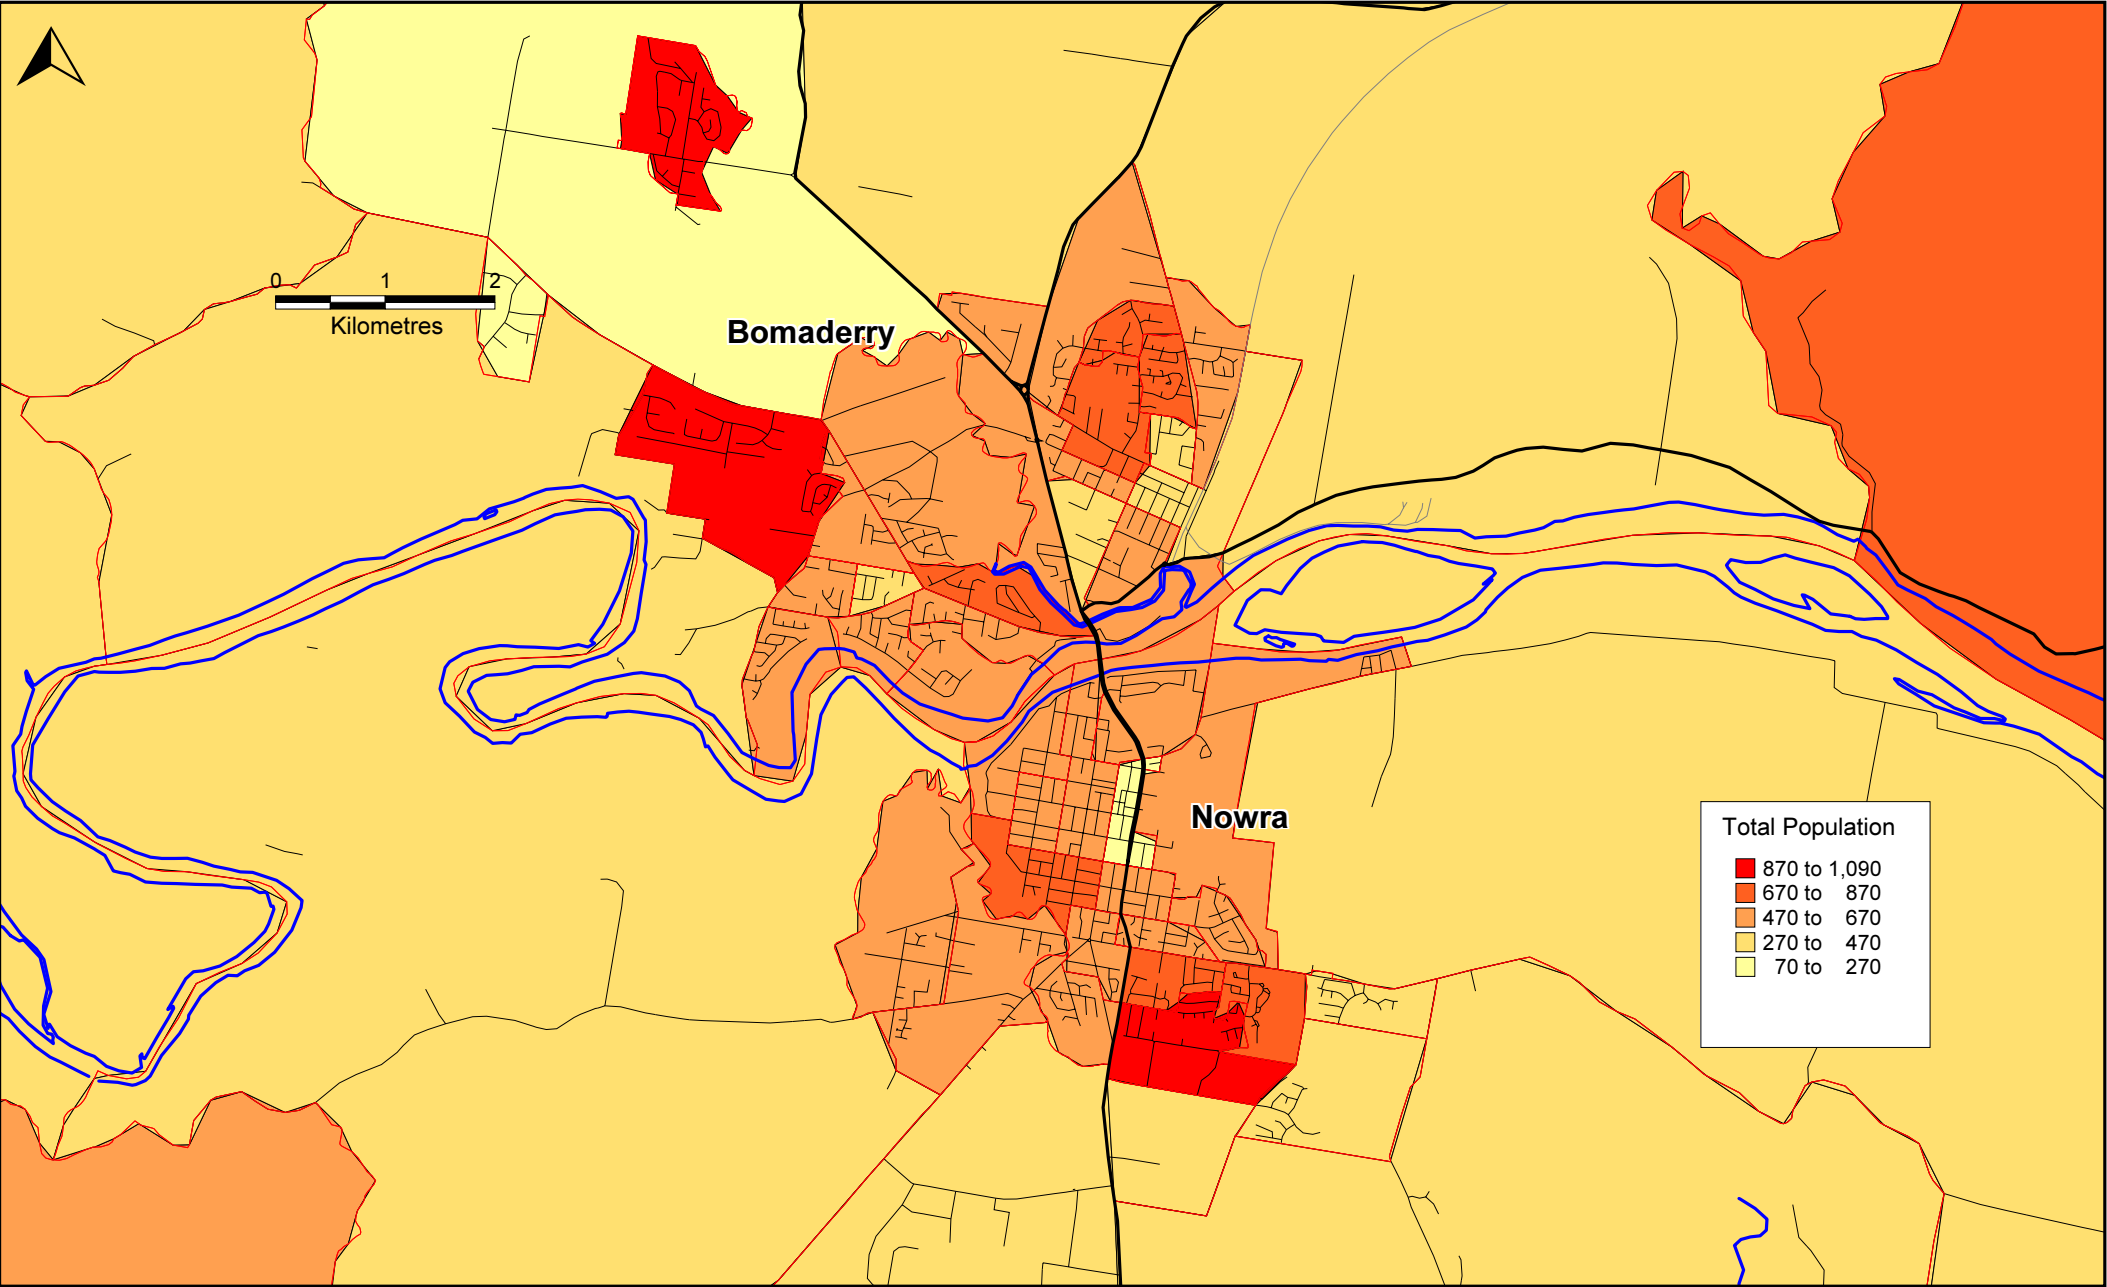 0 1 2
Kilometres
Bomaderry
Nowra
Total Population
870 to 1,090
670 to 870
470 to 670
270 to 470
70 to 270